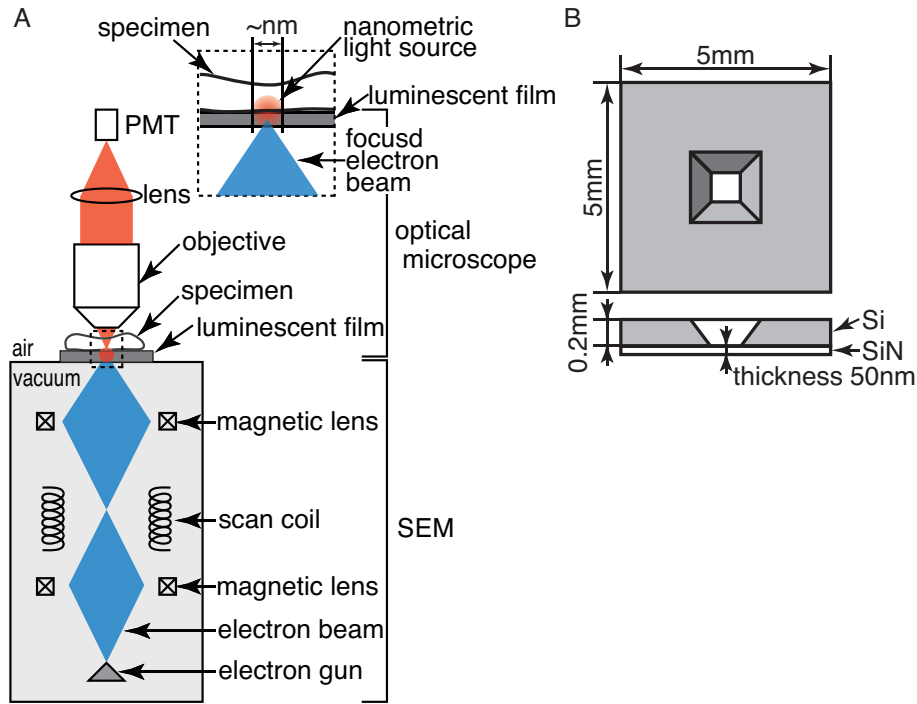 A
specimen
~nm
nanometric
light source
luminescent film
focusd
electron
beam
PMT
lens
objective
specimen
luminescent film
air
vacuum
optical
microscope
magnetic lens
scan coil
SEM
magnetic lens
electron beam
electron gun
B
5mm
5mm
0.2mm
Si
SiN
thickness 50nm